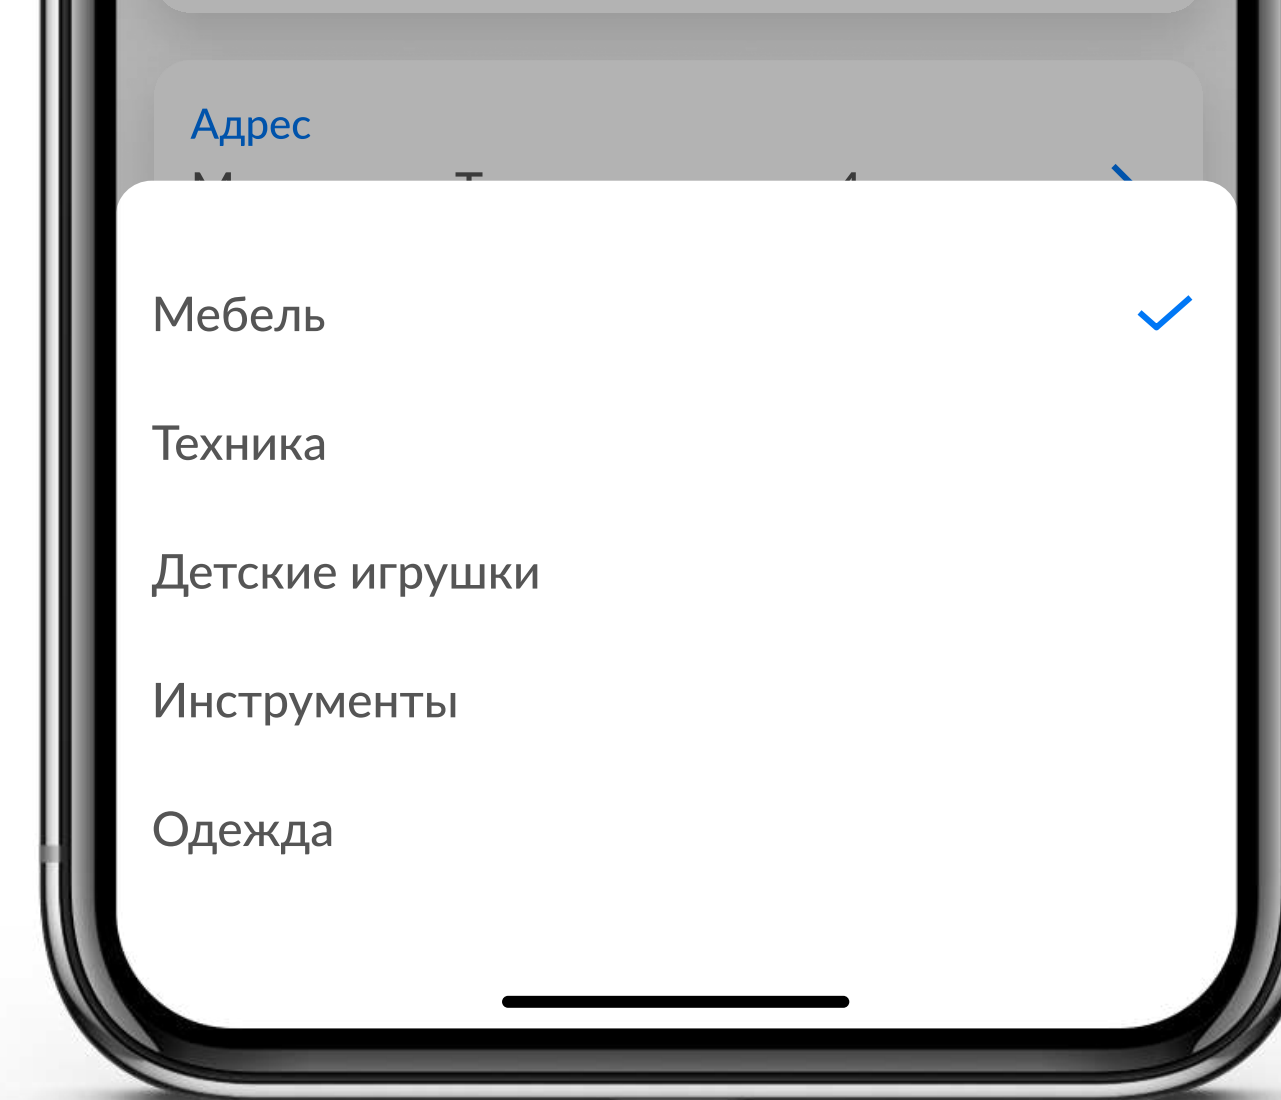 Адрес
Мебель
Техника
Детские игрушки
Инструменты
Одежда